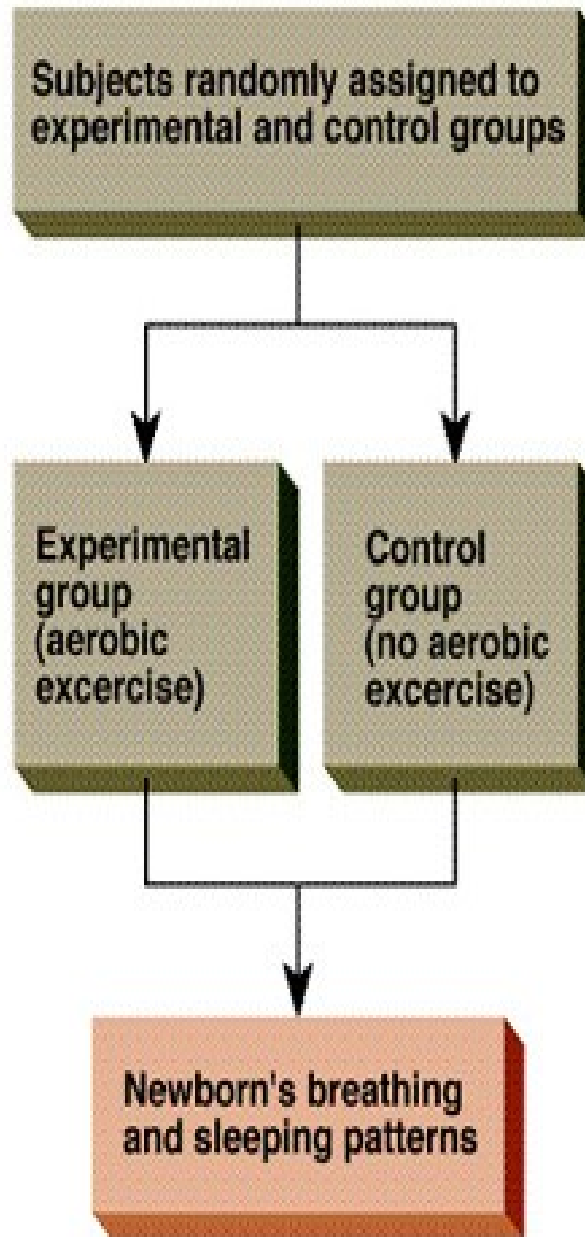 Subjects randomly assigned to
experimental and control groups
Experimental
group
(aerobic
excercise)
Control
group
(no aerobic
excercise)
Newborn's breathing
and sleeping patterns